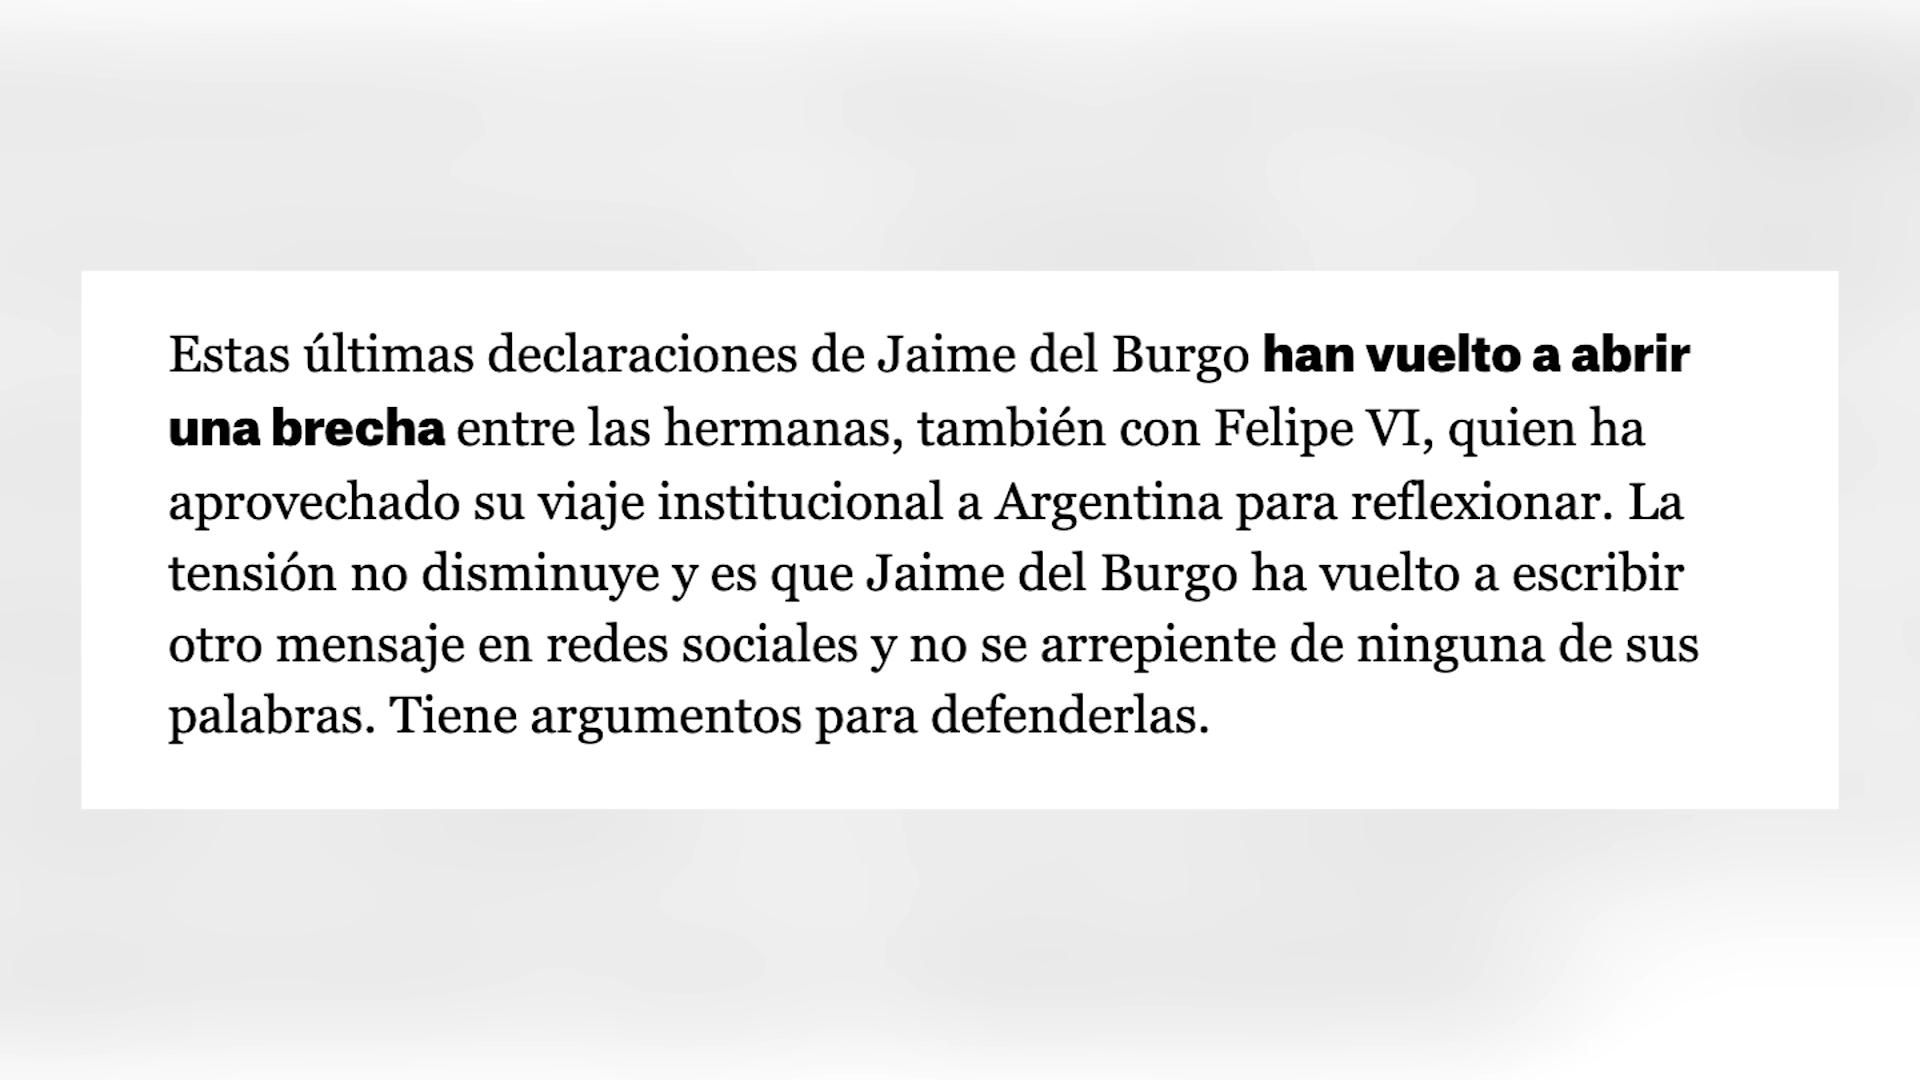 Estas últimas declaraciones de Jaime del Burgo han vuelto a abrir
una brecha entre las hermanas, también con Felipe VI, quien ha
aprovechado su viaje institucional a Argentina para reflexionar. La
tensión no disminuye y es que Jaime del Burgo ha vuelto a escribir
otro mensaje en redes sociales y no se arrepiente de ninguna de sus
palabras. Tiene argumentos para defenderlas.